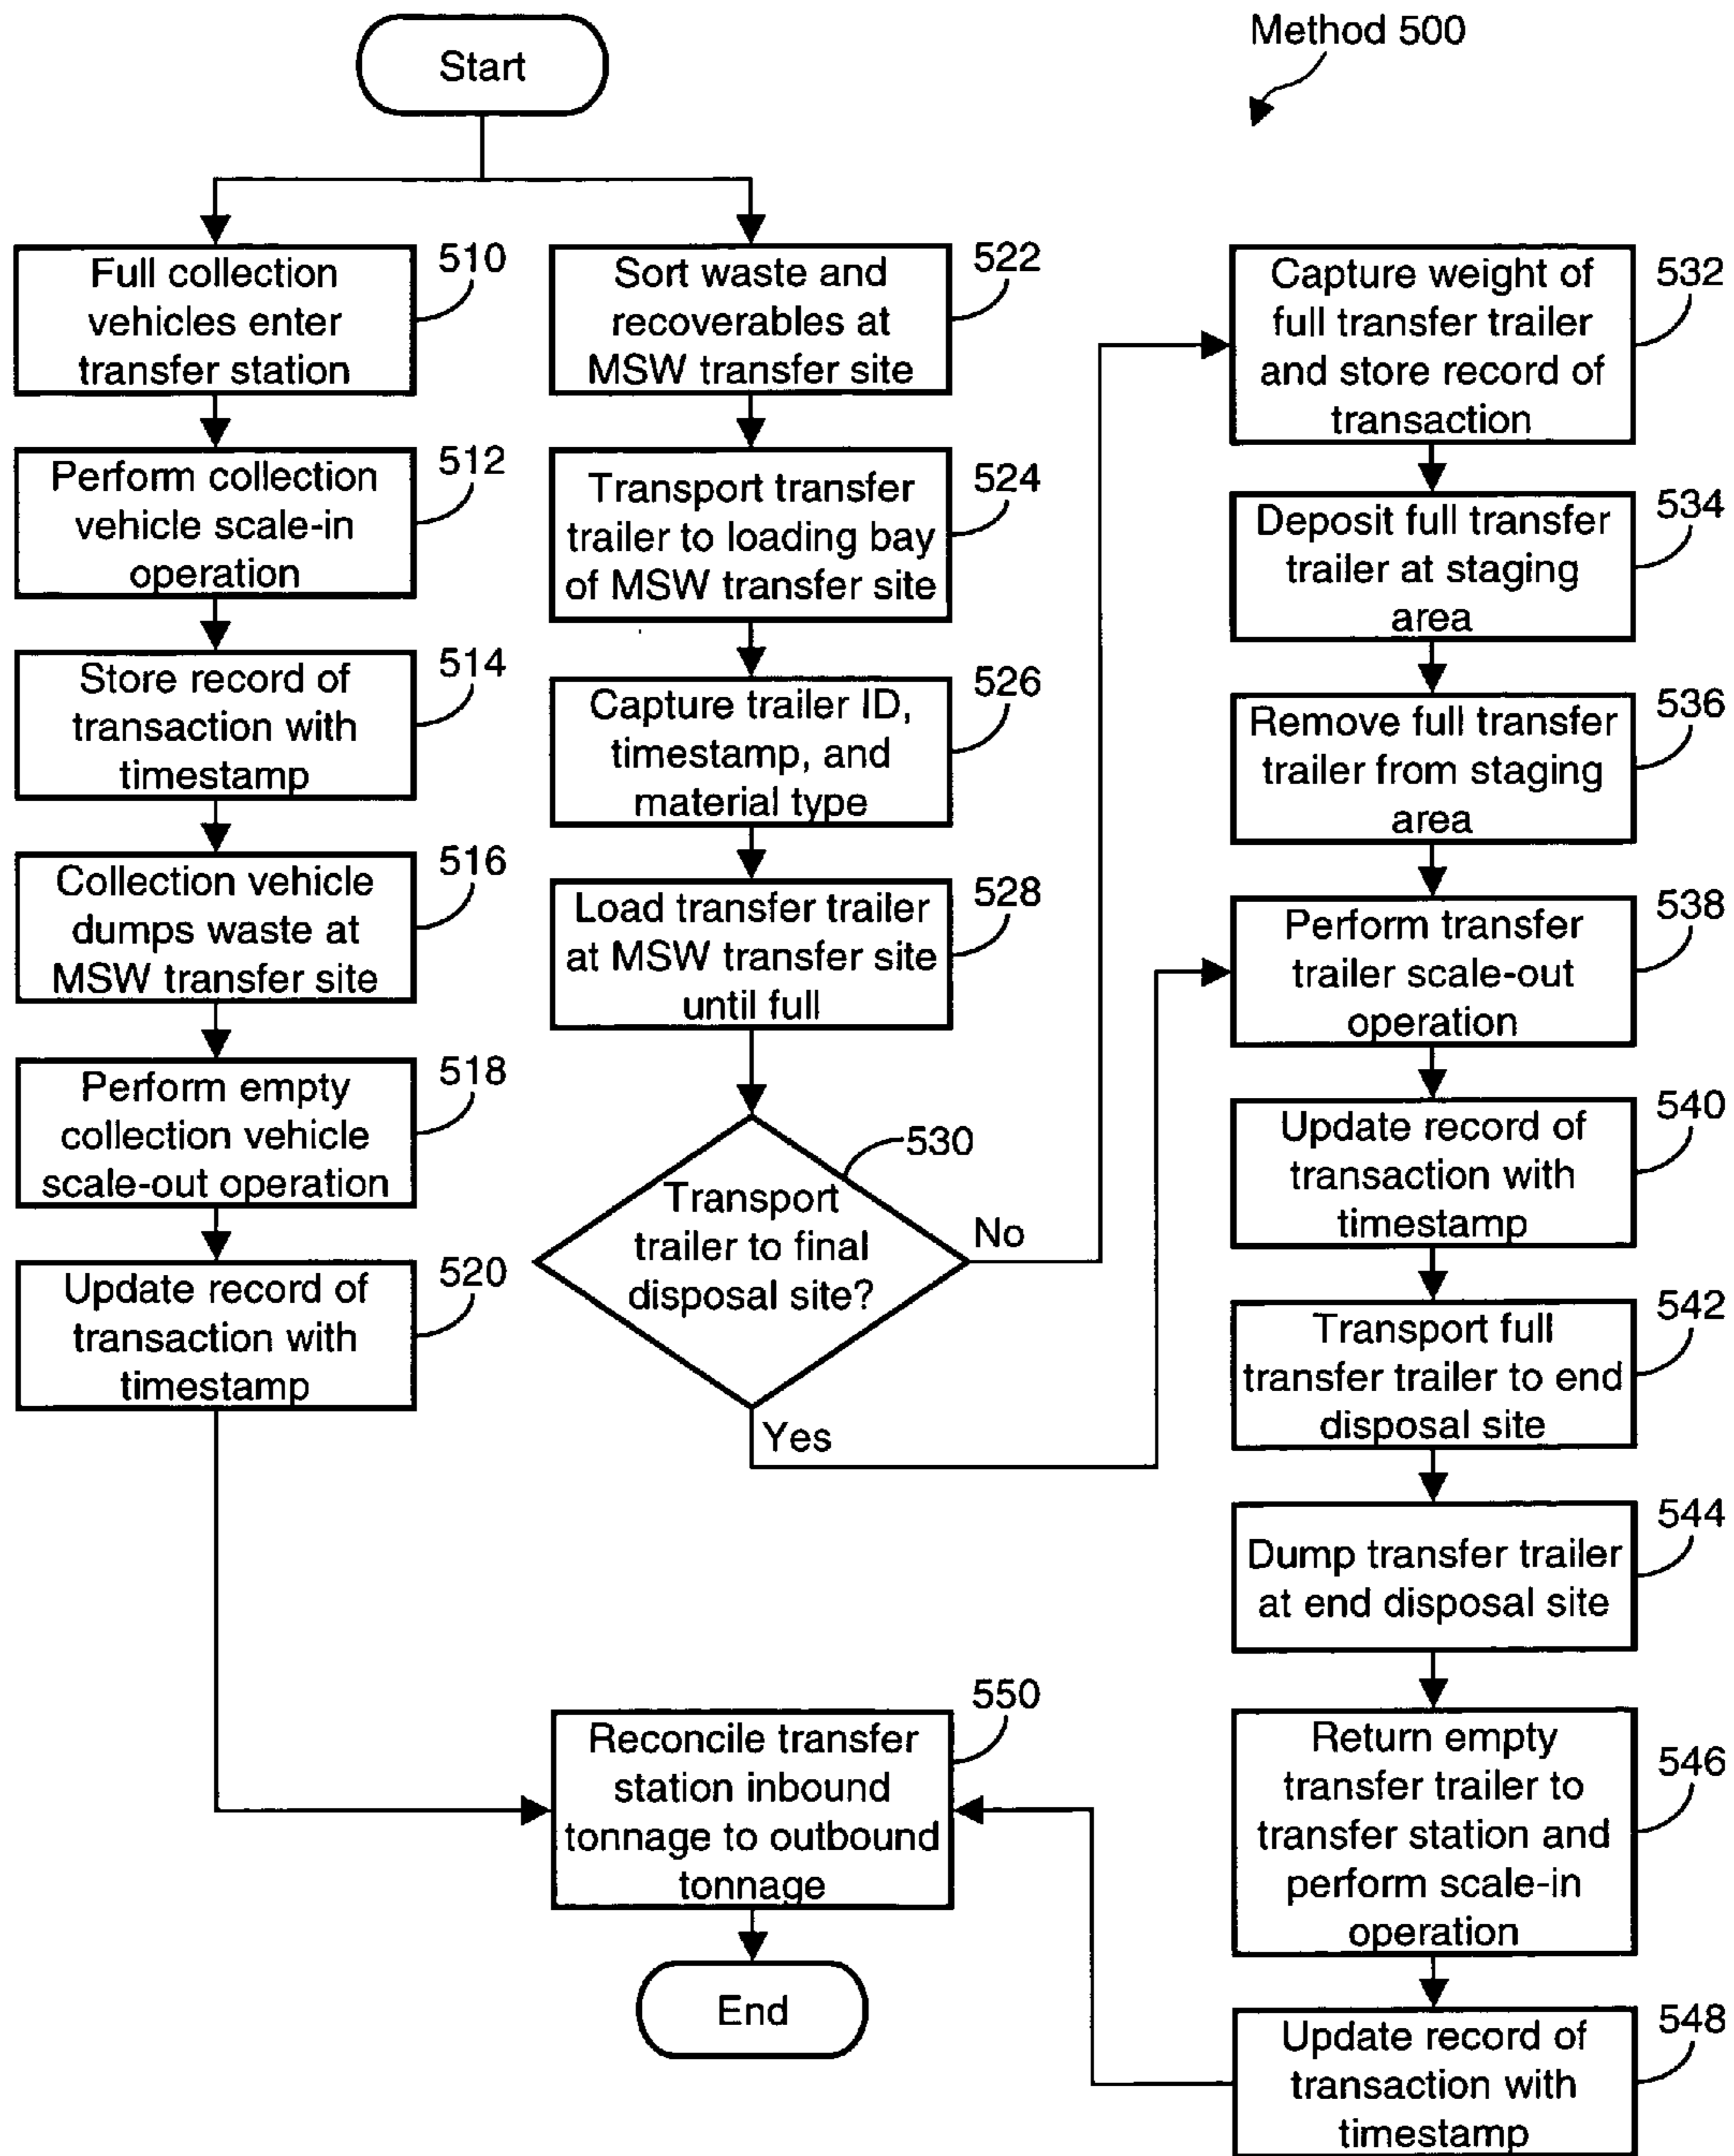 Method 500
Start
510
Full collection
vehicles enter
transfer station
512
Perform collection
vehicle scale-in
operation
514
Store record of
transaction with
timestamp
516
Collection vehicle
dumps waste at
MSW transfer site
518
Perform empty
collection vehicle
scale-out operation
520
Update record of
transaction with
timestamp
522
Sort waste and
recoverables at
MSW transfer site
524
Transport transfer
trailer to loading bay
of MSW transfer site
526
Capture trailer ID,
timestamp, and
material type
528
Load transfer trailer
at MSW transfer site
until full
530
Transport
trailer to final
disposal site?
No
Yes
532
Capture weight of
full transfer trailer
and store record of
transaction
534
Deposit full transfer
trailer at staging
area
536
Remove full transfer
trailer from staging
area
538
Perform transfer
trailer scale-out
operation
540
Update record of
transaction with
timestamp
542
Transport full
transfer trailer to end
disposal site
544
Dump transfer trailer
at end disposal site
546
Return empty
transfer trailer to
transfer station and
perform scale-in
operation
548
Update record of
transaction with
timestamp
550
Reconcile transfer
station inbound
tonnage to outbound
tonnage
End